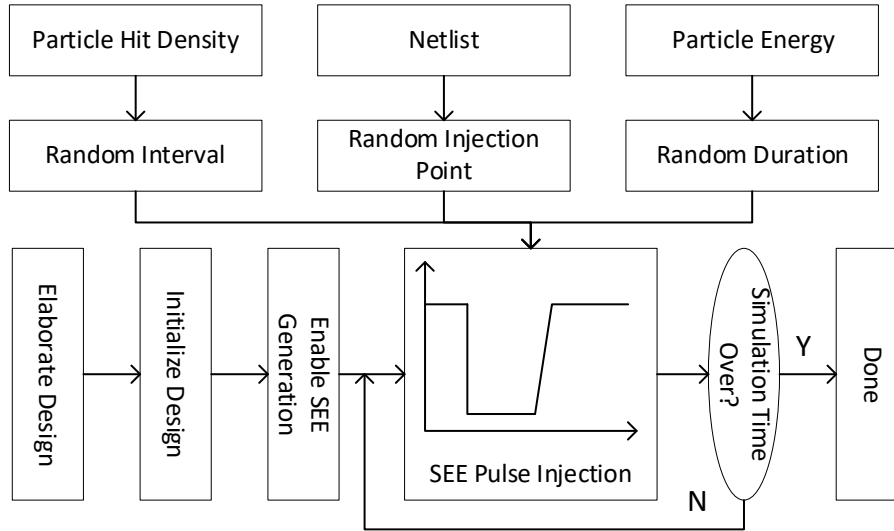 Particle Hit Density
Netlist
Particle Energy
Random Interval
Random Injection
Point
Random Duration
Elaborate Design
Initialize Design
Enable SEE
Generation
SEE Pulse Injection
Simulation Time
Over?
Y
N
Done